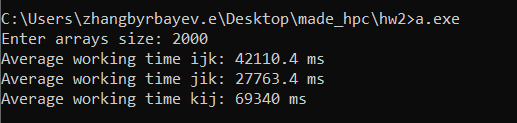 C:\Users\zhangbyrbayev.e\Desktop\made_hpc\hw2>a.exe
Enter arrays size: 2000
Average working time ijk: 42110.4 ms
Average working time jik: 27763.4 ms
Average working time kij: 69340 ms